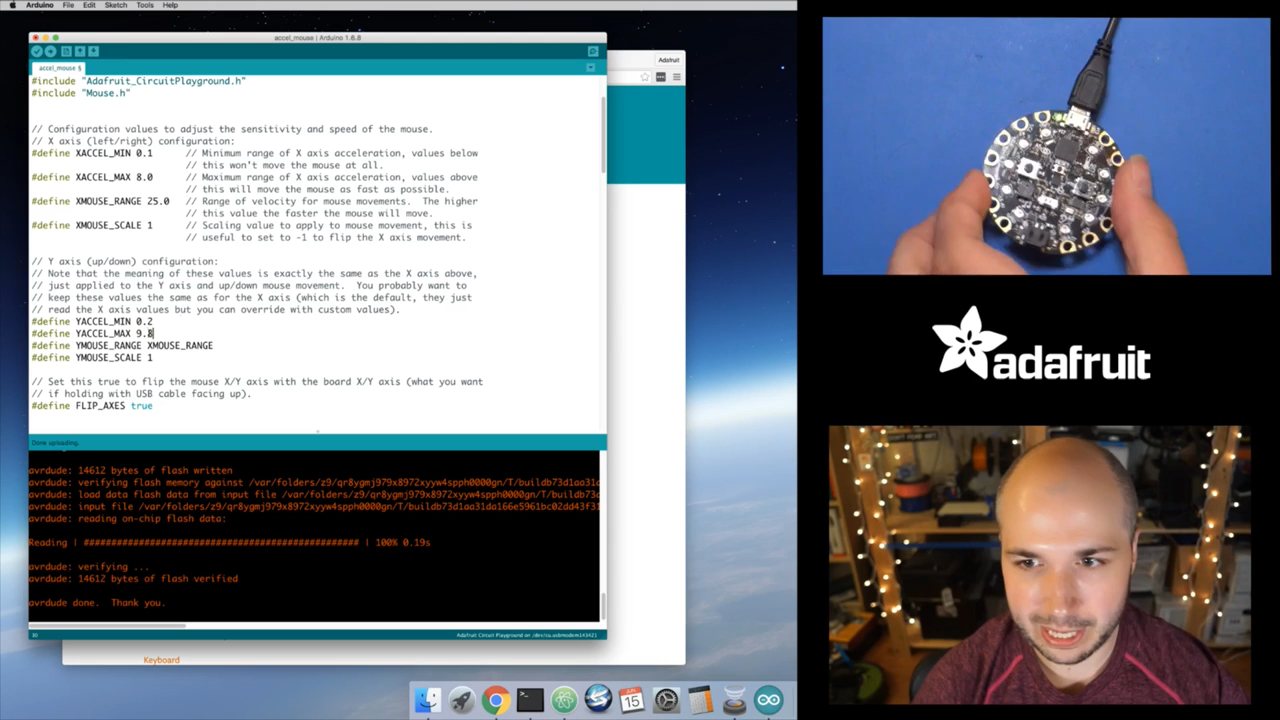 Arduino File Edit Sketch Tools Help
accel_mouse | Arduino 1.6.8
accel_mouse §
Adafruit
#include "Adafruit_CircuitPlayground.h"
#include "Mouse.h"
// Configuration values to adjust the sensitivity and speed of the mouse.
// X axis (left/right) configuration:
#define XACCEL_MIN 0.1 // Minimum range of X axis acceleration, values below
// this won't move the mouse at all.
#define XACCEL_MAX 8.0 // Maximum range of X axis acceleration, values above
// this will move the mouse as fast as possible.
#define XMOUSE_RANGE 25.0 // Range of velocity for mouse movements. The higher
// this value the faster the mouse will move.
#define XMOUSE_SCALE 1 // Scaling value to apply to mouse movement, this is
// useful to set to -1 to flip the X axis movement.
// Y axis (up/down) configuration:
// Note that the meaning of these values is exactly the same as the X axis above,
// just applied to the Y axis and up/down mouse movement. You probably want to
// keep these values the same as for the X axis (which is the default, they just
// read the X axis values but you can override with custom values).
#define YACCEL_MIN 0.2
#define YACCEL_MAX 9.8
#define YMOUSE_RANGE XMOUSE_RANGE
#define YMOUSE_SCALE 1
// Set this true to flip the mouse X/Y axis with the board X/Y axis (what you want
// if holding with USB cable facing up).
#define FLIP_AXES true
Done uploading.
avrdude: 14612 bytes of flash written
avrdude: verifying flash memory against /var/folders/z9/qr8ygmj979x8972xyyw4spph0000gn/T/buildb73d1aa31d
avrdude: load data flash data from input file /var/folders/z9/qr8ygmj979x8972xyyw4spph0000gn/T/buildb73d1aa
avrdude: input file /var/folders/z9/qr8ygmj979x8972xyyw4spph0000gn/T/buildb73d1aa31da166e5961bc02dd43f31
avrdude: reading on-chip flash data:
Reading | ################################################## | 100% 0.19s
avrdude: verifying ...
avrdude: 14612 bytes of flash verified
avrdude done. Thank you.
30
Adafruit Circuit Playground on /dev/cu.usbmodem143421
Keyboard
JUN
15
adafruit